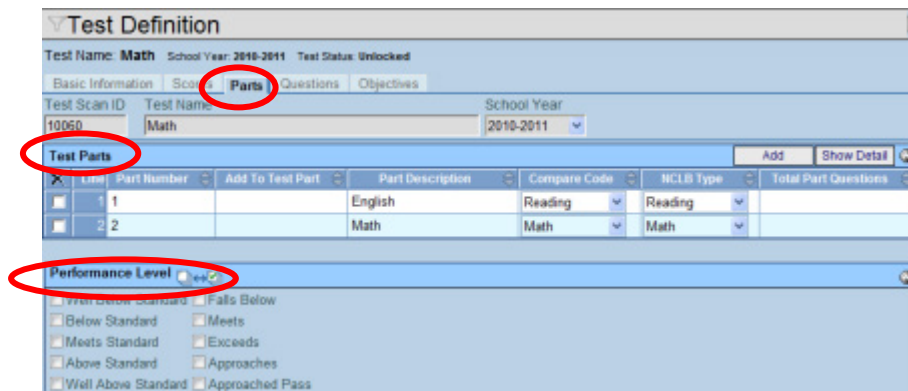 Test Definition
Test Name: Math School Year: 2010-2011 Test Status: Unlocked
Basic Information Scores Parts Questions Objectives
Test Scan ID Test Name School Year
10060 Math 2010-2011
Test Parts Add Show Detail
X Line Part Number Add To Test Part Part Description Compare Code NCLB Type Total Part Questions
1 1 English Reading Reading
2 2 Math Math Math
Performance Level
Well Below Standard Falls Below
Below Standard Meets
Meets Standard Exceeds
Above Standard Approaches
Well Above Standard Approached Pass